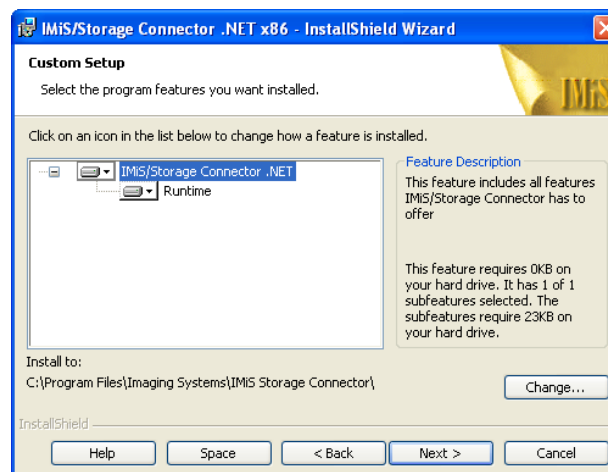 IMiS/Storage Connector .NET x86 - InstallShield Wizard
Custom Setup
Select the program features you want installed.
IMiS
Click on an icon in the list below to change how a feature is installed.
IMiS/Storage Connector .NET
Runtime
Feature Description
This feature includes all features
IMiS/Storage Connector has to
offer
This feature requires 0KB on
your hard drive. It has 1 of 1
subfeatures selected. The
subfeatures require 23KB on
your hard drive.
Install to:
C:\Program Files\Imaging Systems\IMiS Storage Connector\
Change...
InstallShield
Help
Space
< Back
Next >
Cancel